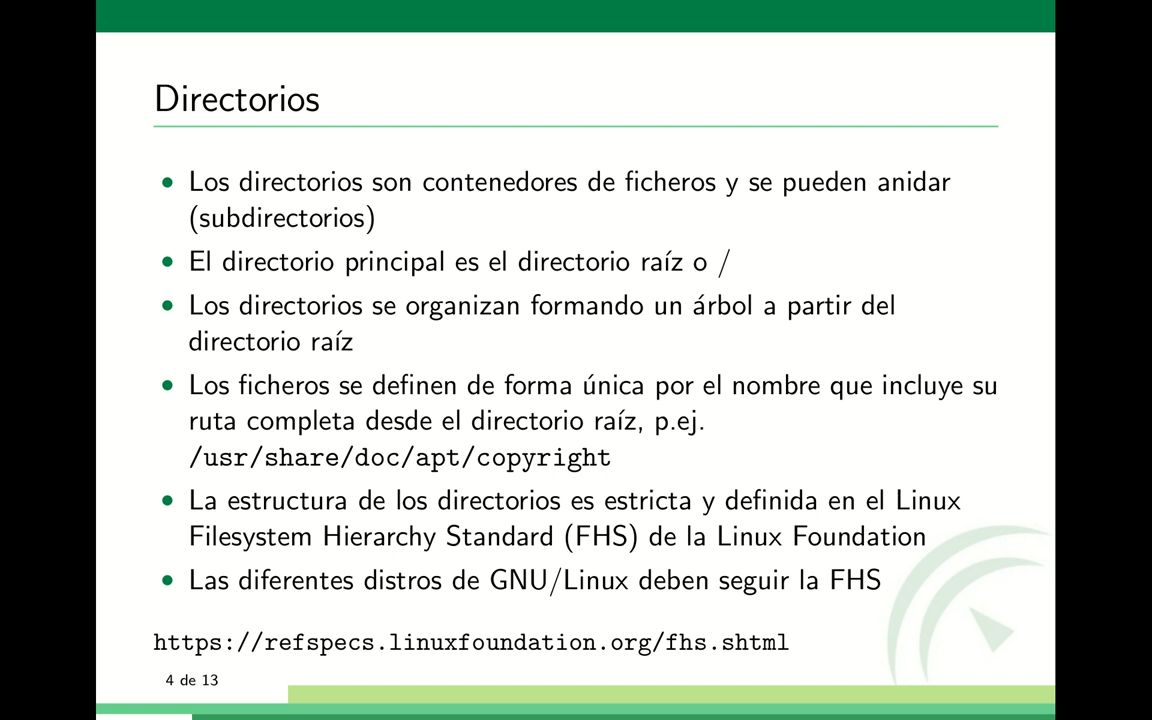 Directorios
• Los directorios son contenedores de ficheros y se pueden anidar
(subdirectorios)
• El directorio principal es el directorio raíz o /
• Los directorios se organizan formando un árbol a partir del
directorio raíz
• Los ficheros se definen de forma única por el nombre que incluye su
ruta completa desde el directorio raíz, p.ej.
/usr/share/doc/apt/copyright
• La estructura de los directorios es estricta y definida en el Linux
Filesystem Hierarchy Standard (FHS) de la Linux Foundation
• Las diferentes distros de GNU/Linux deben seguir la FHS
https://refspecs.linuxfoundation.org/fhs.shtml
4 de 13